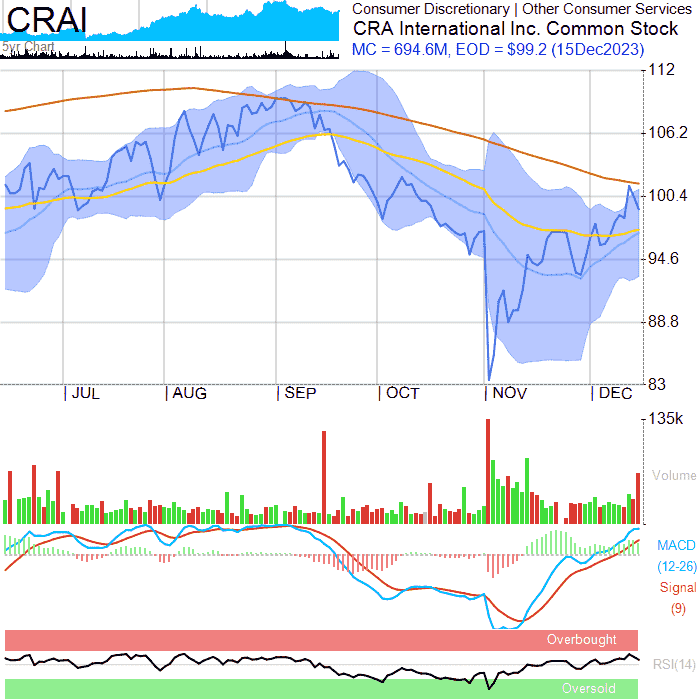 CRAI
5yr Chart
Consumer Discretionary | Other Consumer Services
CRA International Inc. Common Stock
MC = 694.6M, EOD = $99.2 (15Dec2023)
112
106.2
100.4
94.6
88.8
83
JUL
AUG
SEP
OCT
NOV
DEC
135k
Volume
MACD
(12-26)
Signal
(9)
Overbought
RSI(14)
Oversold